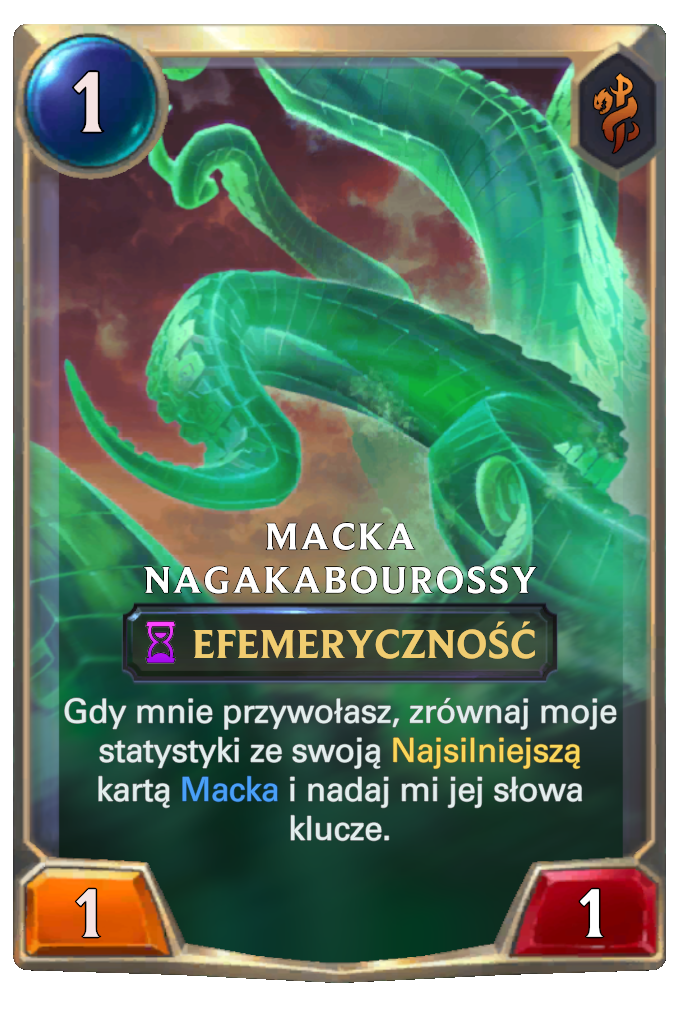 1
MACKA
NAGAKABOUROSSY
EFEMERYCZNOŚĆ
Gdy mnie przywołasz, zrównaj moje
statystyki ze swoją Najsilniejszą
kartą Macka i nadaj mi jej słowa
klucze.
1
1